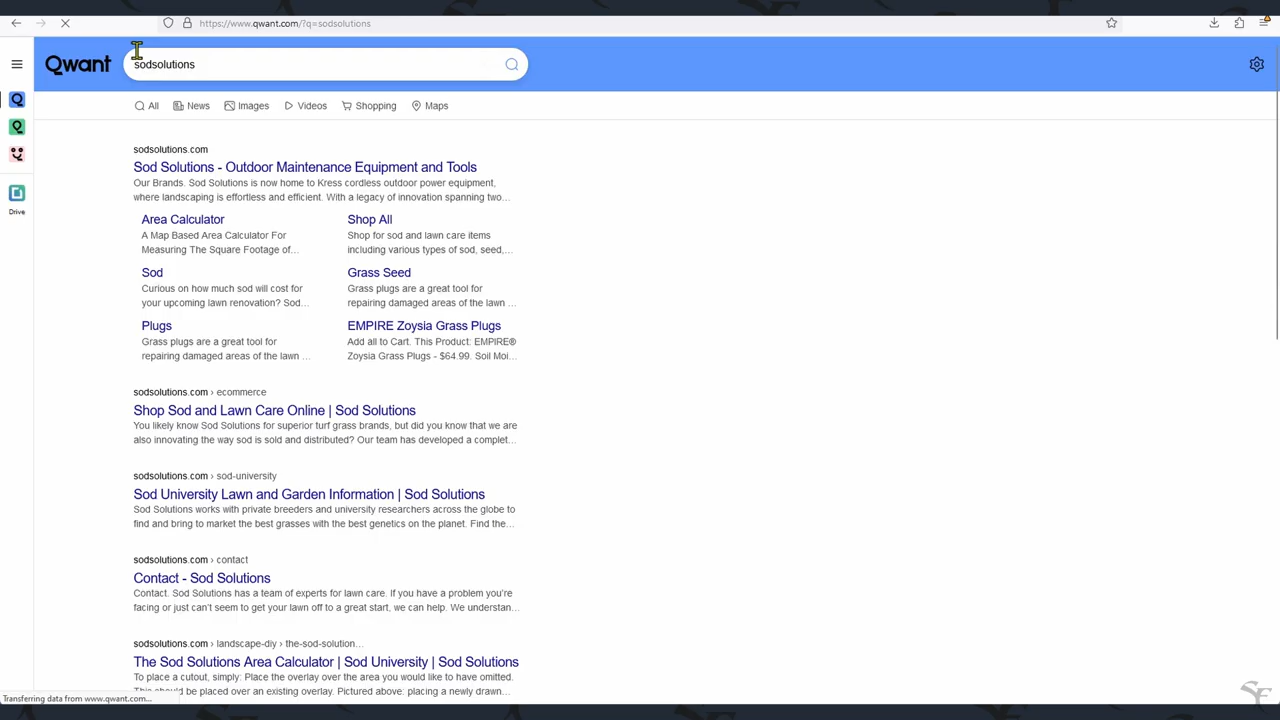 https://www.qwant.com/?q=sodsolutions
Qwant
sodsolutions
All News Images Videos Shopping Maps
Drive
sodsolutions.com
Sod Solutions - Outdoor Maintenance Equipment and Tools
Our Brands. Sod Solutions is now home to Kress cordless outdoor power equipment,
where landscaping is effortless and efficient. With a legacy of innovation spanning two…
Area Calculator
A Map Based Area Calculator For
Measuring The Square Footage of…
Shop All
Shop for sod and lawn care items
including various types of sod, seed,…
Sod
Curious on how much sod will cost for
your upcoming lawn renovation? Sod…
Grass Seed
Grass plugs are a great tool for
repairing damaged areas of the lawn …
Plugs
Grass plugs are a great tool for
repairing damaged areas of the lawn …
EMPIRE Zoysia Grass Plugs
Add all to Cart. This Product: EMPIRE®
Zoysia Grass Plugs - $64.99. Soil Moi…
sodsolutions.com › ecommerce
Shop Sod and Lawn Care Online | Sod Solutions
You likely know Sod Solutions for superior turf grass brands, but did you know that we are
also innovating the way sod is sold and distributed? Our team has developed a complet…
sodsolutions.com › sod-university
Sod University Lawn and Garden Information | Sod Solutions
Sod Solutions works with private breeders and university researchers across the globe to
find and bring to market the best grasses with the best genetics on the planet. Find the…
sodsolutions.com › contact
Contact - Sod Solutions
Contact. Sod Solutions has a team of experts for lawn care. If you have a problem you're
facing or just can't seem to get your lawn off to a great start, we can help. We understan…
sodsolutions.com › landscape-diy › the-sod-solution…
The Sod Solutions Area Calculator | Sod University | Sod Solutions
To place a cutout, simply: Place the overlay over the area you would like to have omitted.
This should be placed over an existing overlay. Pictured above: placing a newly drawn…
Transferring data from www.qwant.com…